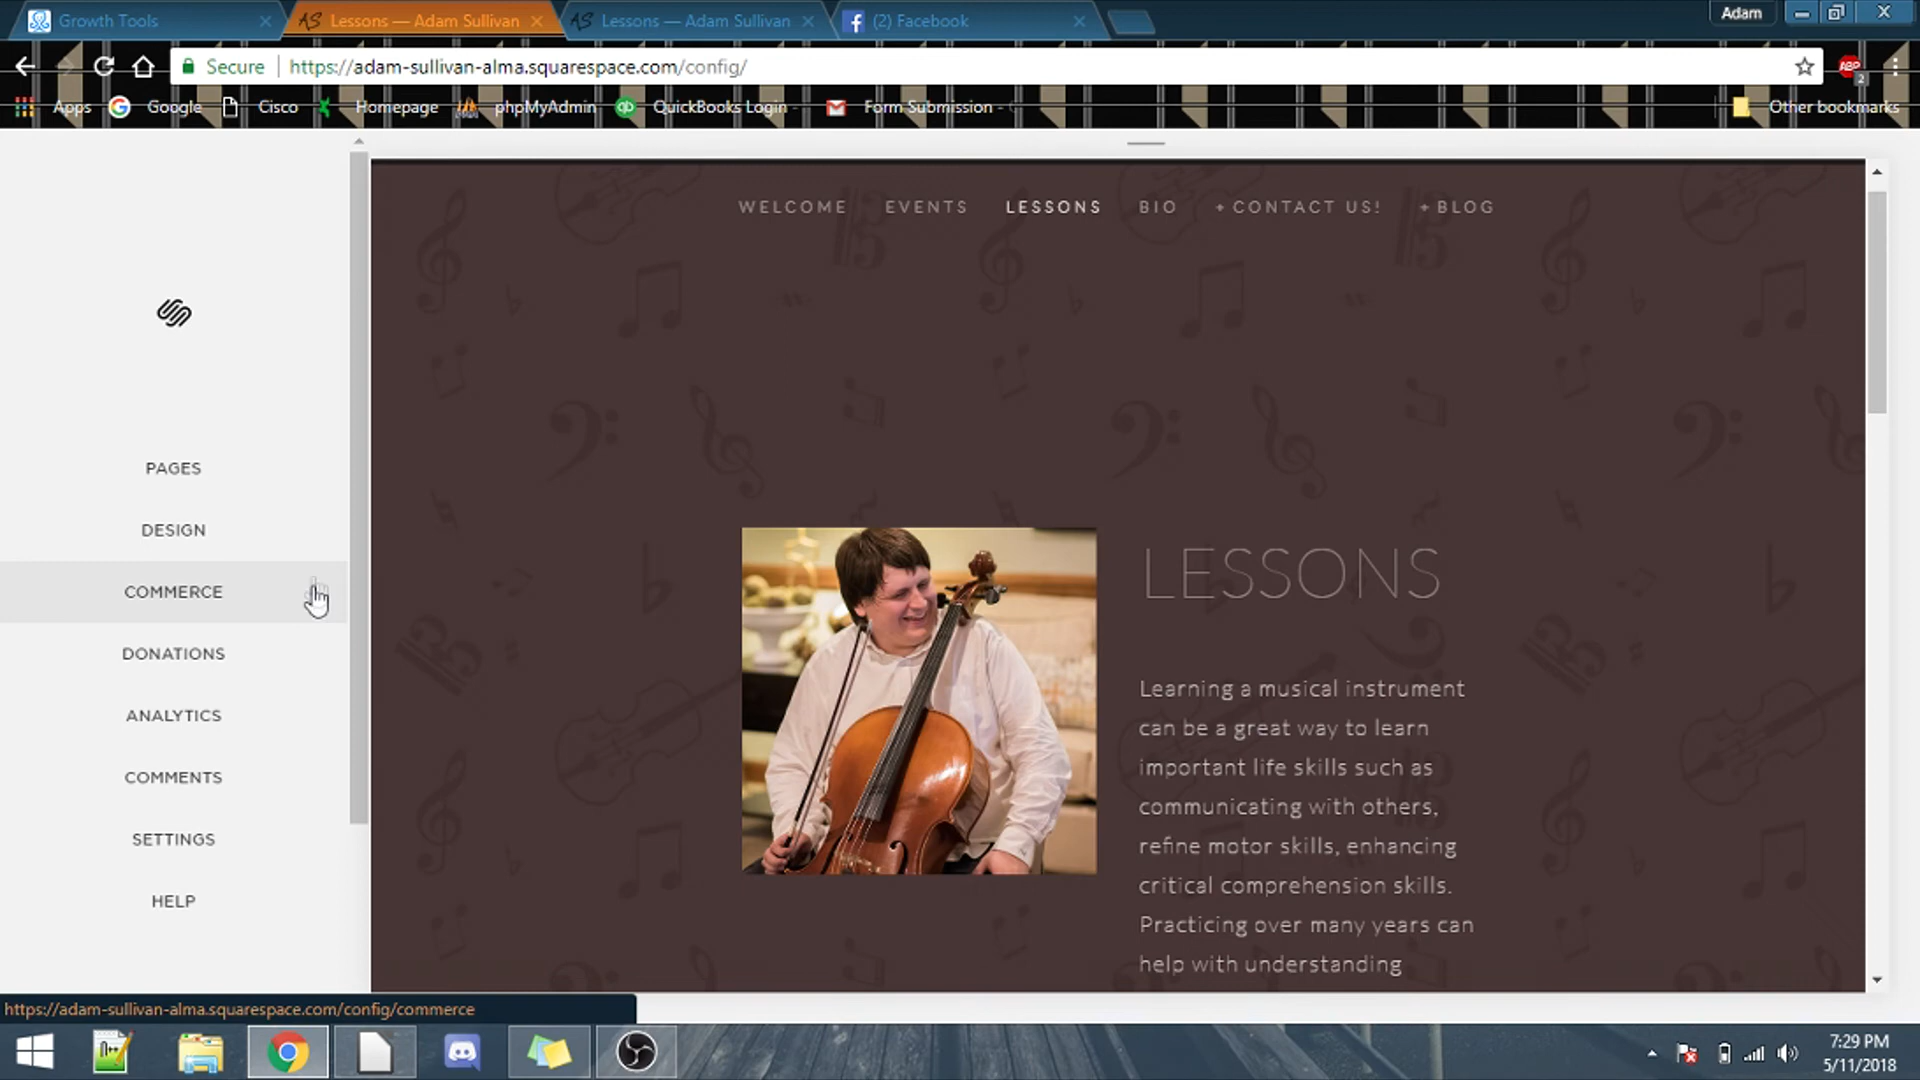 Growth Tools
AS Lessons — Adam Sullivan
AS Lessons — Adam Sullivan
(2) Facebook
Adam
Secure
https://adam-sullivan-alma.squarespace.com/config/
ABP
2
Apps
Google
Cisco
Homepage
phpMyAdmin
QuickBooks Login -
Form Submission -
Other bookmarks
WELCOME
EVENTS
LESSONS
BIO
+ CONTACT US!
+ BLOG
PAGES
DESIGN
COMMERCE
DONATIONS
ANALYTICS
COMMENTS
SETTINGS
HELP
LESSONS
Learning a musical instrument
can be a great way to learn
important life skills such as
communicating with others,
refine motor skills, enhancing
critical comprehension skills.
Practicing over many years can
help with understanding
https://adam-sullivan-alma.squarespace.com/config/commerce
7:29 PM
5/11/2018